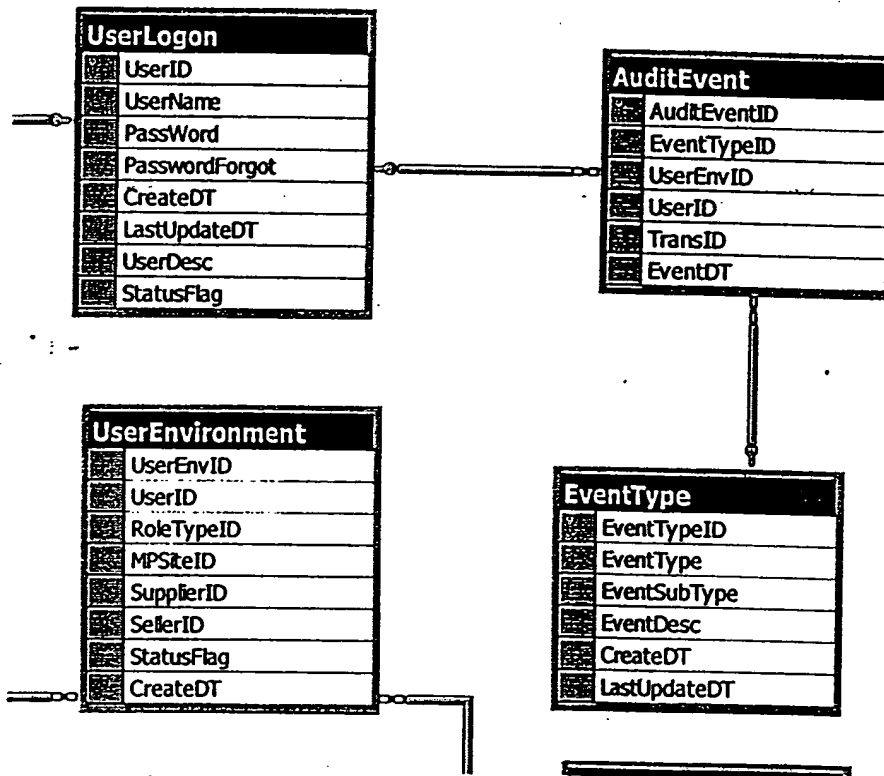 UserLogon
UserID
UserName
PassWord
PasswordForgot
CreateDT
LastUpdateDT
UserDesc
StatusFlag
AuditEvent
AuditEventID
EventTypeID
UserEnvID
UserID
TransID
EventDT
UserEnvironment
UserEnvID
UserID
RoleTypeID
MPSiteID
SupplierID
SellerID
StatusFlag
CreateDT
EventType
EventTypeID
EventType
EventSubType
EventDesc
CreateDT
LastUpdateDT